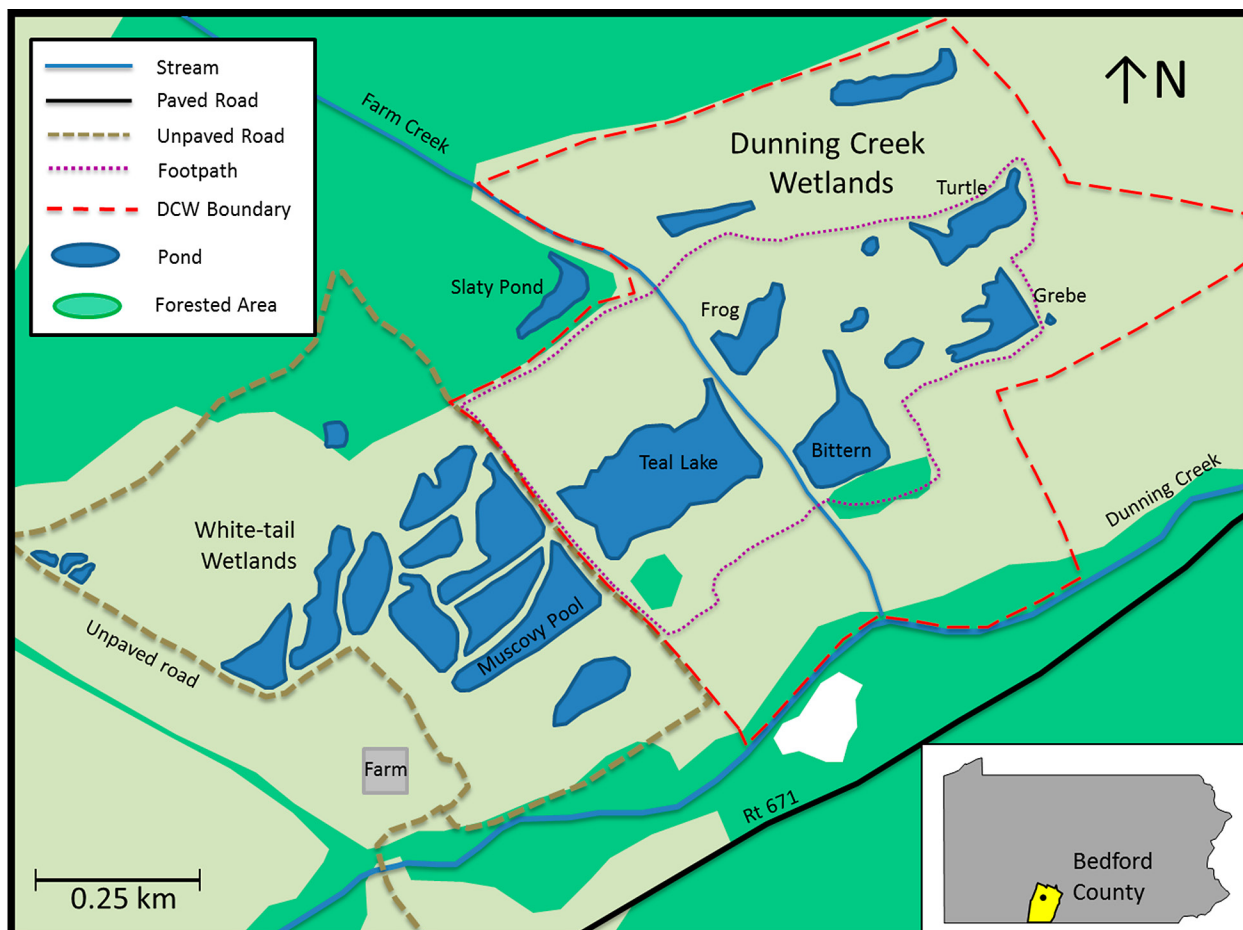 Stream
Paved Road
Unpaved Road
Footpath
DCW Boundary
Pond
Forested Area
Farm Creek
N
Dunning Creek
Wetlands
Turtle
Slaty Pond
Frog
Grebe
Teal Lake
Bittern
Dunning Creek
White-tail
Wetlands
Muscovy Pool
Unpaved road
Farm
Rt 671
0.25 km
Bedford
County